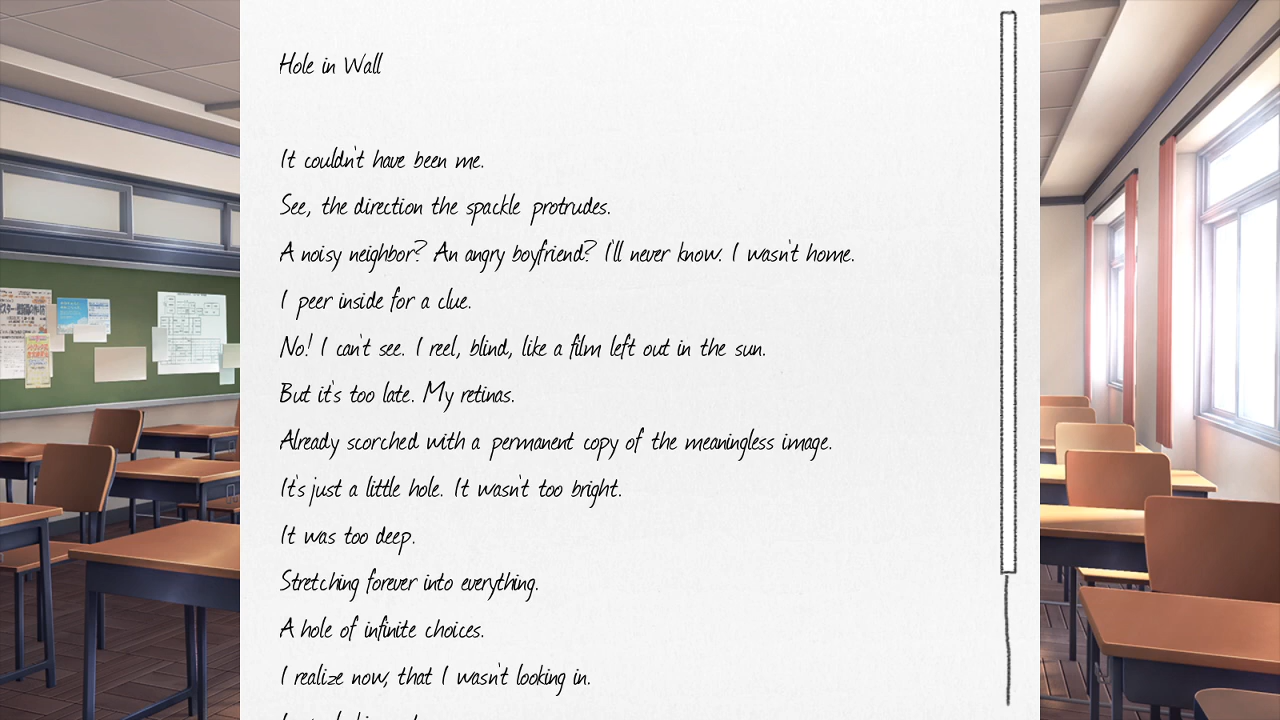 Hole in Wall
It couldn't have been me.
See, the direction the spackle protrudes.
A noisy neighbor? An angry boyfriend? I'll never know. I wasn't home.
I peer inside for a clue.
No! I can't see. I reel, blind, like a film left out in the sun.
But it's too late. My retinas.
Already scorched with a permanent copy of the meaningless image.
It's just a little hole. It wasn't too bright.
It was too deep.
Stretching forever into everything.
A hole of infinite choices.
I realize now, that I wasn't looking in.